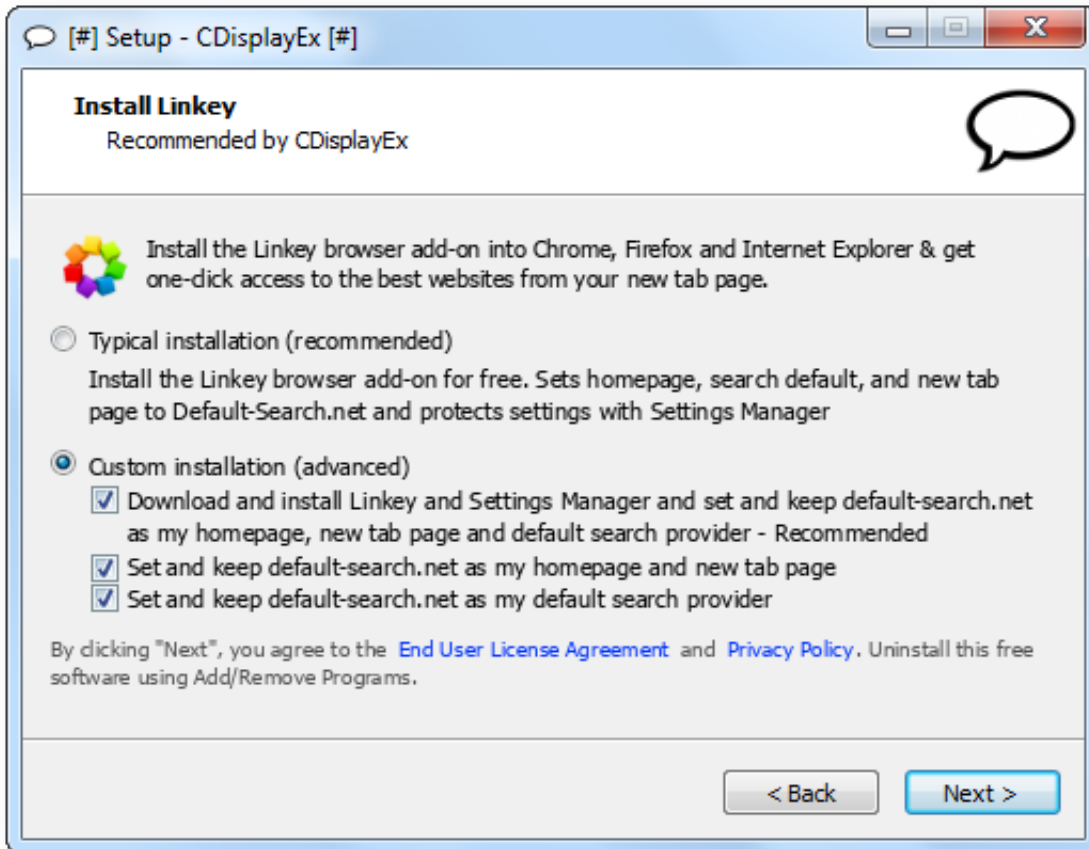 [#] Setup - CDisplayEx [#]
Install Linkey
Recommended by CDisplayEx
Install the Linkey browser add-on into Chrome, Firefox and Internet Explorer & get
one-click access to the best websites from your new tab page.
Typical installation (recommended)
Install the Linkey browser add-on for free. Sets homepage, search default, and new tab
page to Default-Search.net and protects settings with Settings Manager
Custom installation (advanced)
Download and install Linkey and Settings Manager and set and keep default-search.net
as my homepage, new tab page and default search provider - Recommended
Set and keep default-search.net as my homepage and new tab page
Set and keep default-search.net as my default search provider
By clicking "Next", you agree to the End User License Agreement and Privacy Policy. Uninstall this free
software using Add/Remove Programs.
< Back Next >